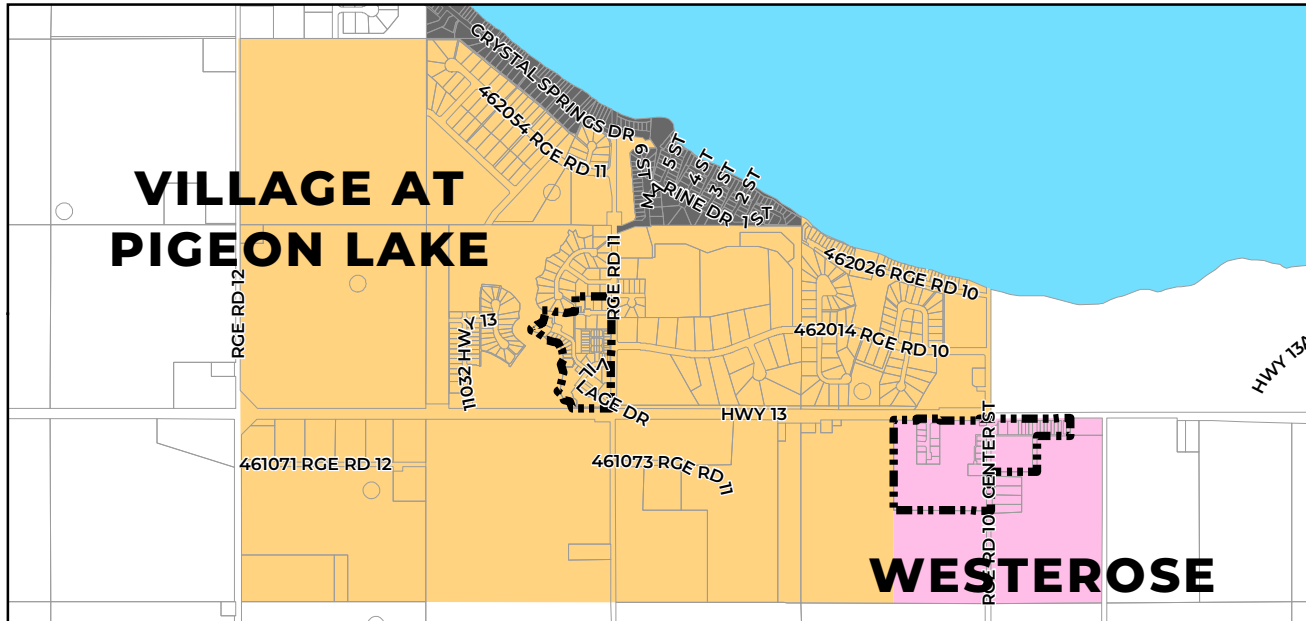 CRYSTAL SPRINGS DR
462054 RGE RD 11
6 ST
5 ST
4 ST
3 ST
2 ST
1 ST
MARINE DR
VILLAGE AT
PIGEON LAKE
RGE RD 12
RGE RD 11
462026 RGE RD 10
462014 RGE RD 10
11032 HWY 13
VILLAGE DR
HWY 13
HWY 13A
461071 RGE RD 12
461073 RGE RD 11
CENTER ST
RGE RD 10
WESTEROSE